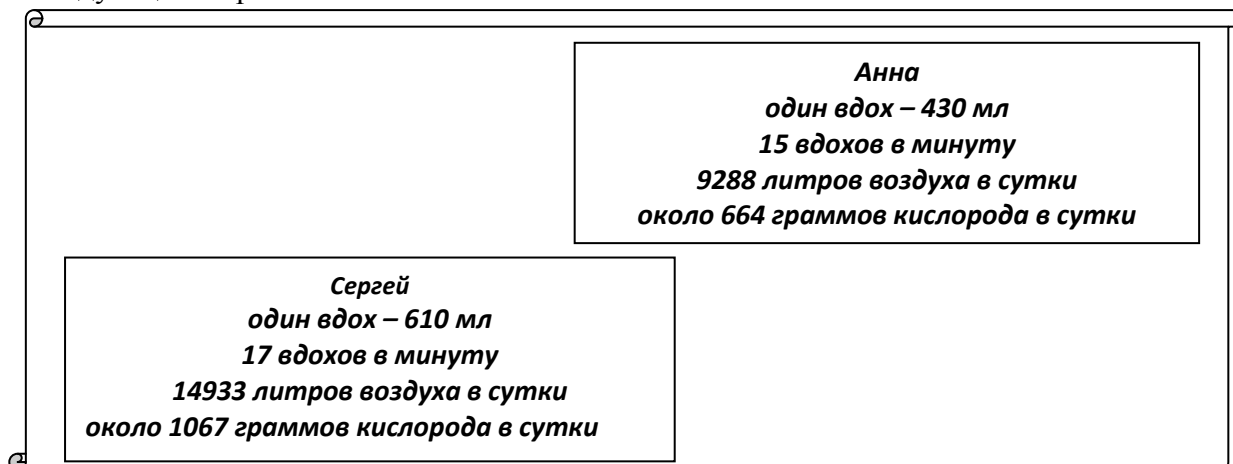 Анна
один вдох – 430 мл
15 вдохов в минуту
9288 литров воздуха в сутки
около 664 граммов кислорода в сутки
Сергей
один вдох – 610 мл
17 вдохов в минуту
14933 литров воздуха в сутки
около 1067 граммов кислорода в сутки